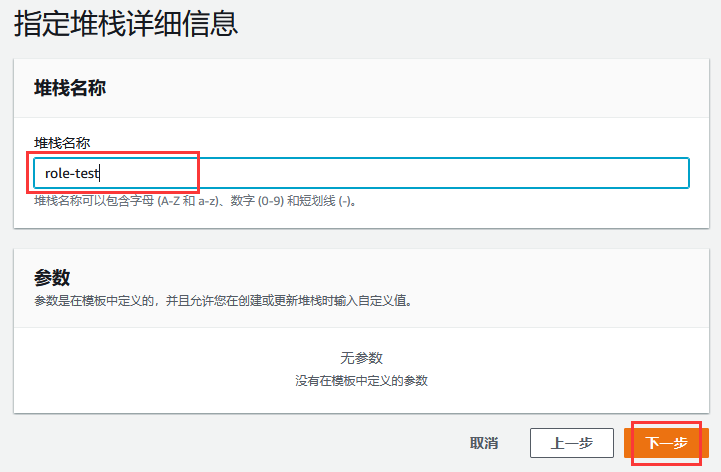 指定堆栈详细信息
堆栈名称
堆栈名称
role-test
堆栈名称可以包含字母 (A-Z 和 a-z)、数字 (0-9) 和短划线 (-)。
参数
参数是在模板中定义的，并且允许您在创建或更新堆栈时输入自定义值。
无参数
没有在模板中定义的参数
取消 上一步 下一步